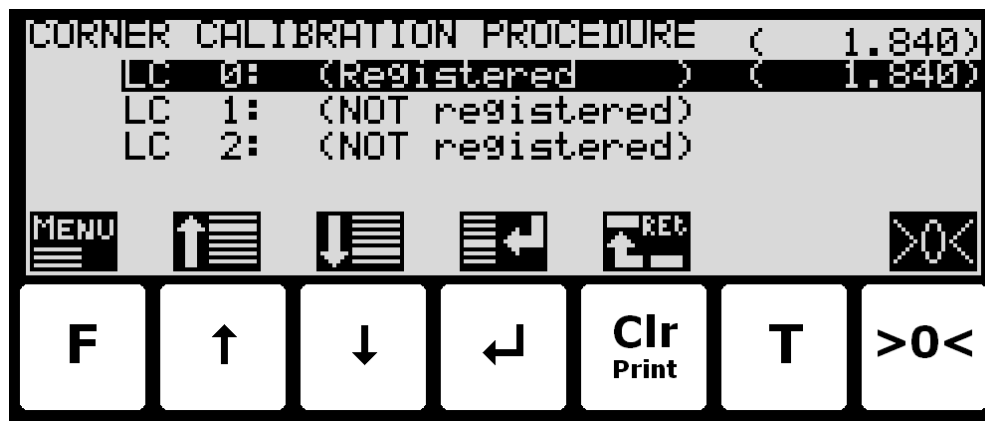 CORNER CALIBRATION PROCEDURE ( 1.840)
LC 0: (Registered ) ( 1.840)
LC 1: (NOT registered)
LC 2: (NOT registered)
MENU Ret >0<
F ↑ ↓ ↵ Clr T >0<
Print